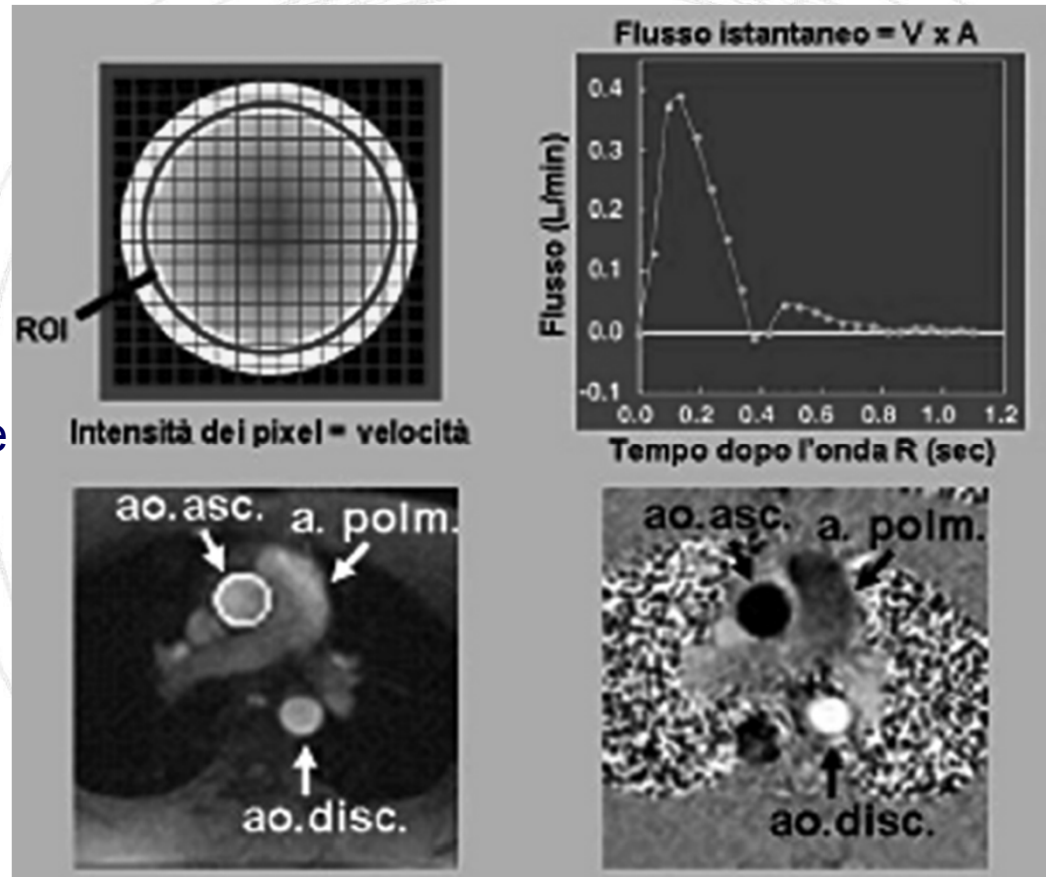 Flusso istantaneo = V x A
ROI
Intensità dei pixel = velocità
e
Flusso (L/min)
0.4
0.3
0.2
0.1
0.0
-0.1
0.0 0.2 0.4 0.6 0.8 1.0 1.2
Tempo dopo l'onda R (sec)
ao.asc. a. polm.
ao.disc.
ao.asc. a. polm.
ao.disc.